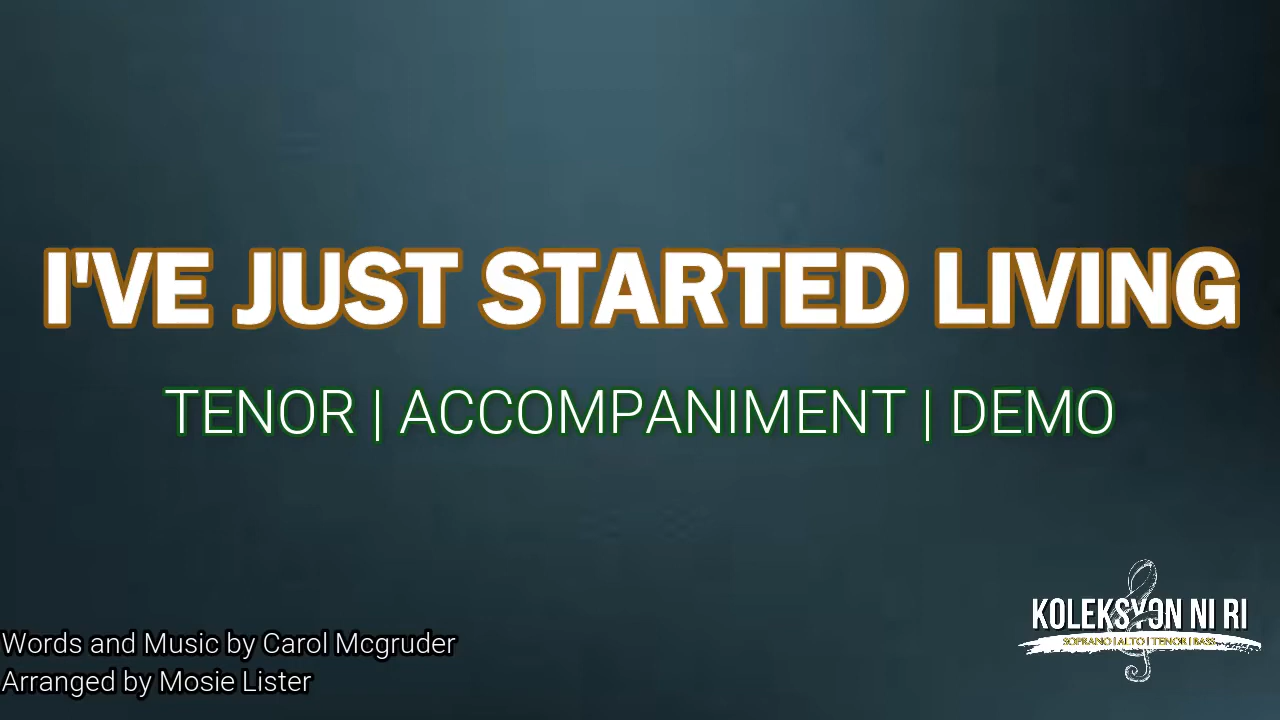 I'VE JUST STARTED LIVING
TENOR | ACCOMPANIMENT | DEMO
KOLEKSYON NI RI
SOPRANO | ALTO | TENOR | BASS
Words and Music by Carol Mcgruder
Arranged by Mosie Lister